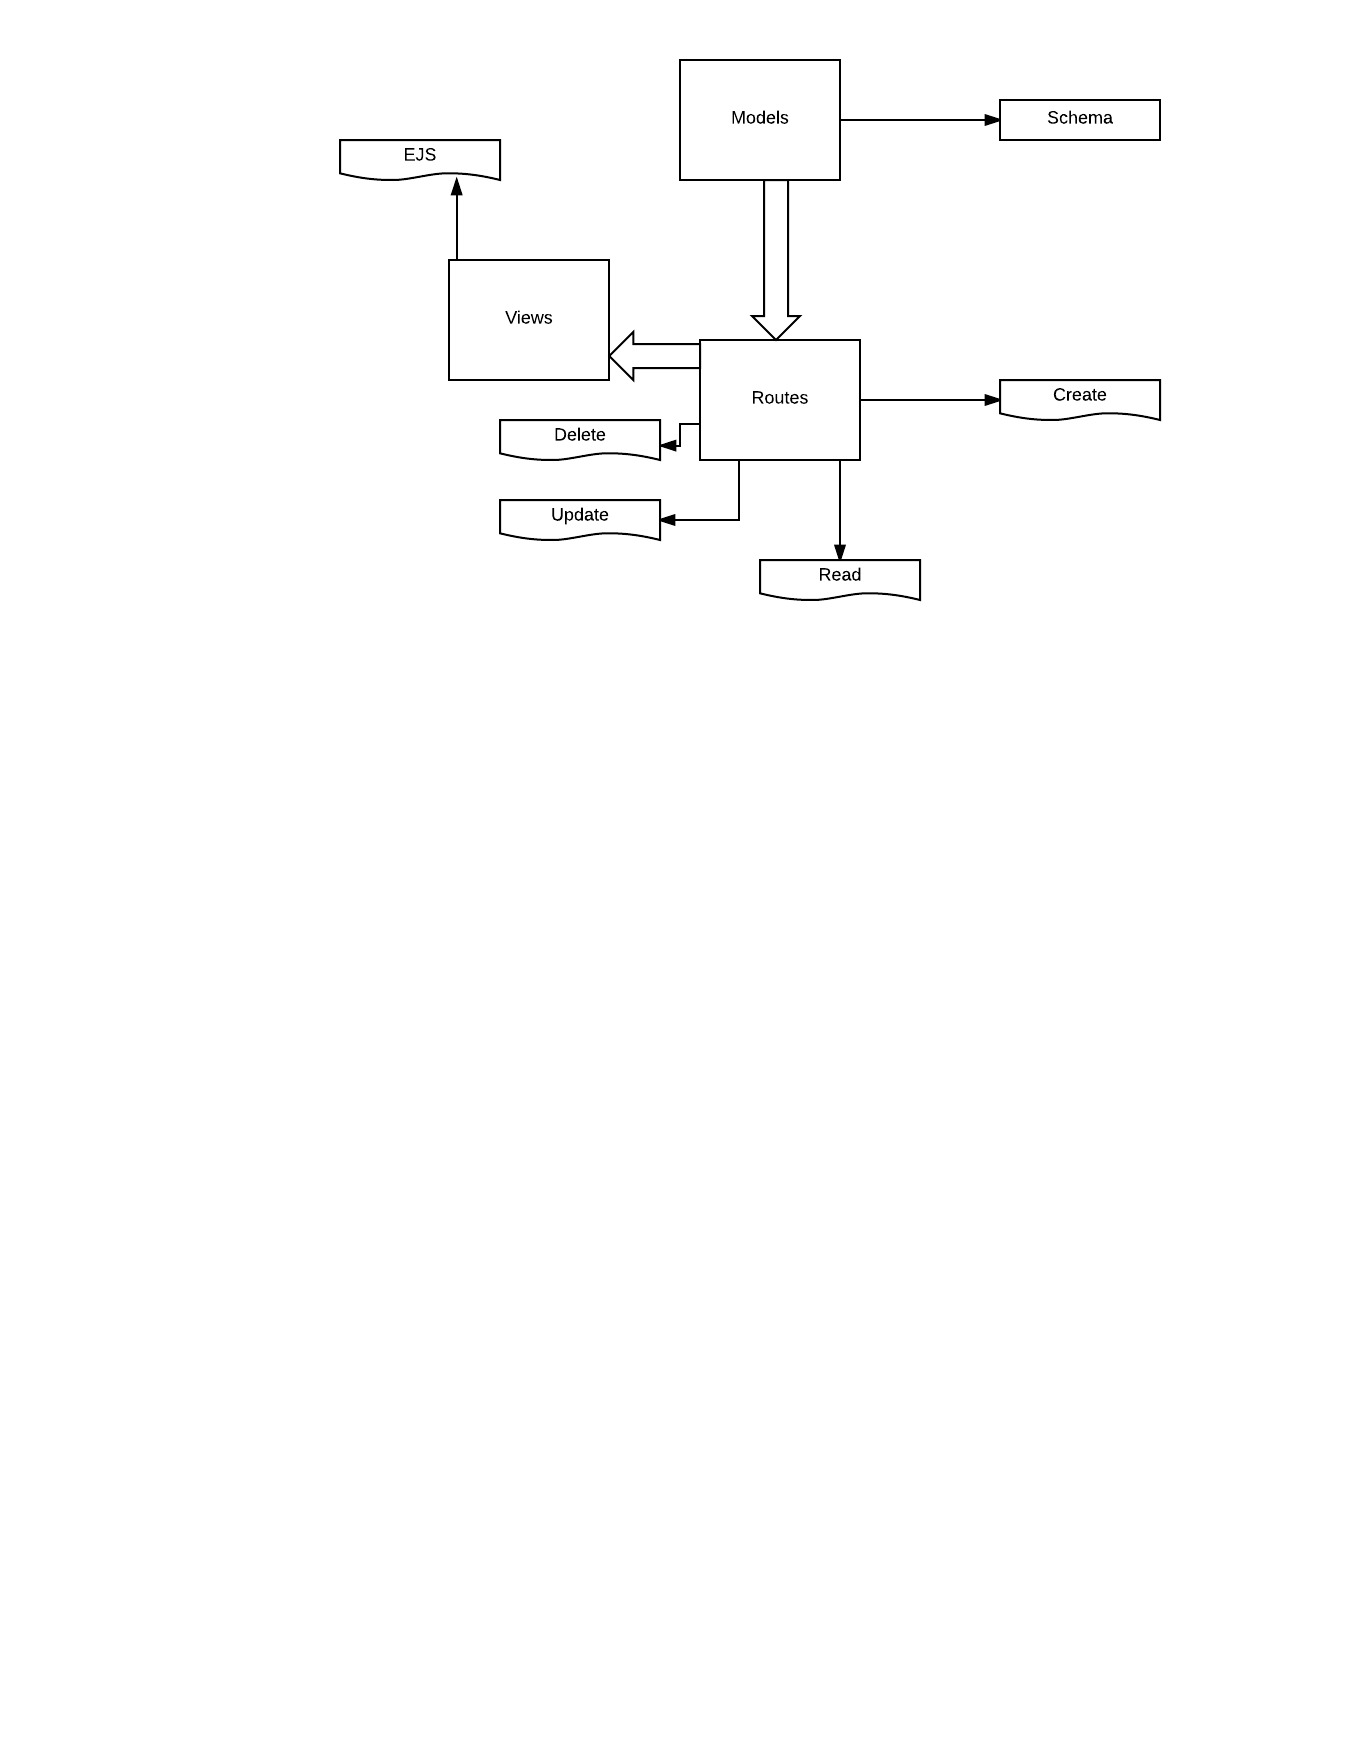 Models
Schema
EJS
Views
Routes
Create
Delete
Update
Read